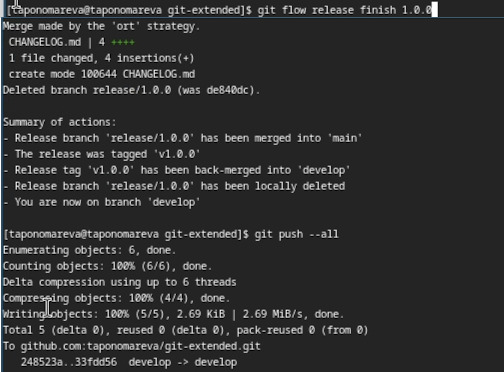 [taponomareva@taponomareva git-extended]$ git flow release finish 1.0.0
Merge made by the 'ort' strategy.
 CHANGELOG.md | 4 ++++
 1 file changed, 4 insertions(+)
 create mode 100644 CHANGELOG.md
Deleted branch release/1.0.0 (was de840dc).

Summary of actions:
- Release branch 'release/1.0.0' has been merged into 'main'
- The release was tagged 'v1.0.0'
- Release tag 'v1.0.0' has been back-merged into 'develop'
- Release branch 'release/1.0.0' has been locally deleted
- You are now on branch 'develop'

[taponomareva@taponomareva git-extended]$ git push --all
Enumerating objects: 6, done.
Counting objects: 100% (6/6), done.
Delta compression using up to 6 threads
Compressing objects: 100% (4/4), done.
Writing objects: 100% (5/5), 2.69 KiB | 2.69 MiB/s, done.
Total 5 (delta 0), reused 0 (delta 0), pack-reused 0 (from 0)
To github.com:taponomareva/git-extended.git
   248523a..33fdd56  develop -> develop